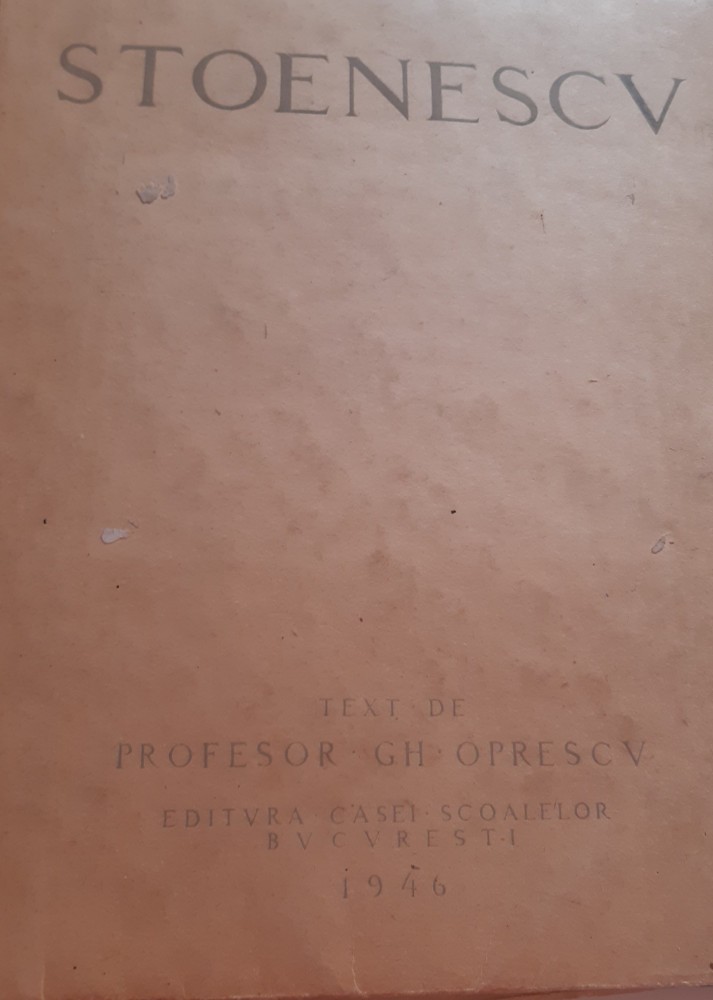 STOENESCV
TEXT DE
PROFESOR · GH · OPRESCV
EDITVRA CASEI · SCOALELOR
BVCVRESTI
1946